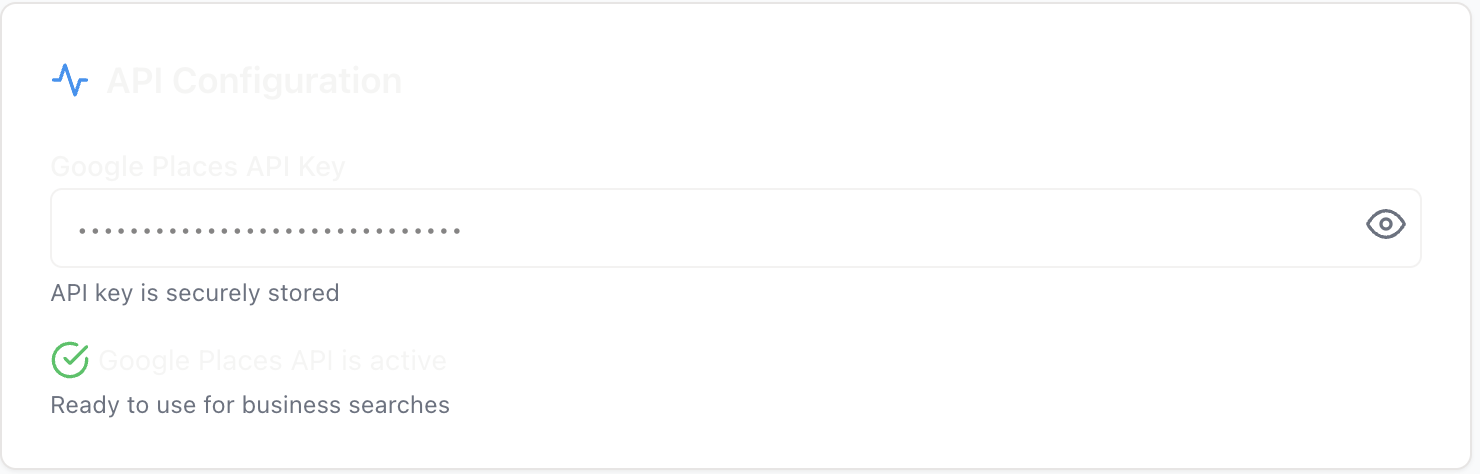 API Configuration
Google Places API Key
••••••••••••••••••••••••••••••
API key is securely stored
Google Places API is active
Ready to use for business searches